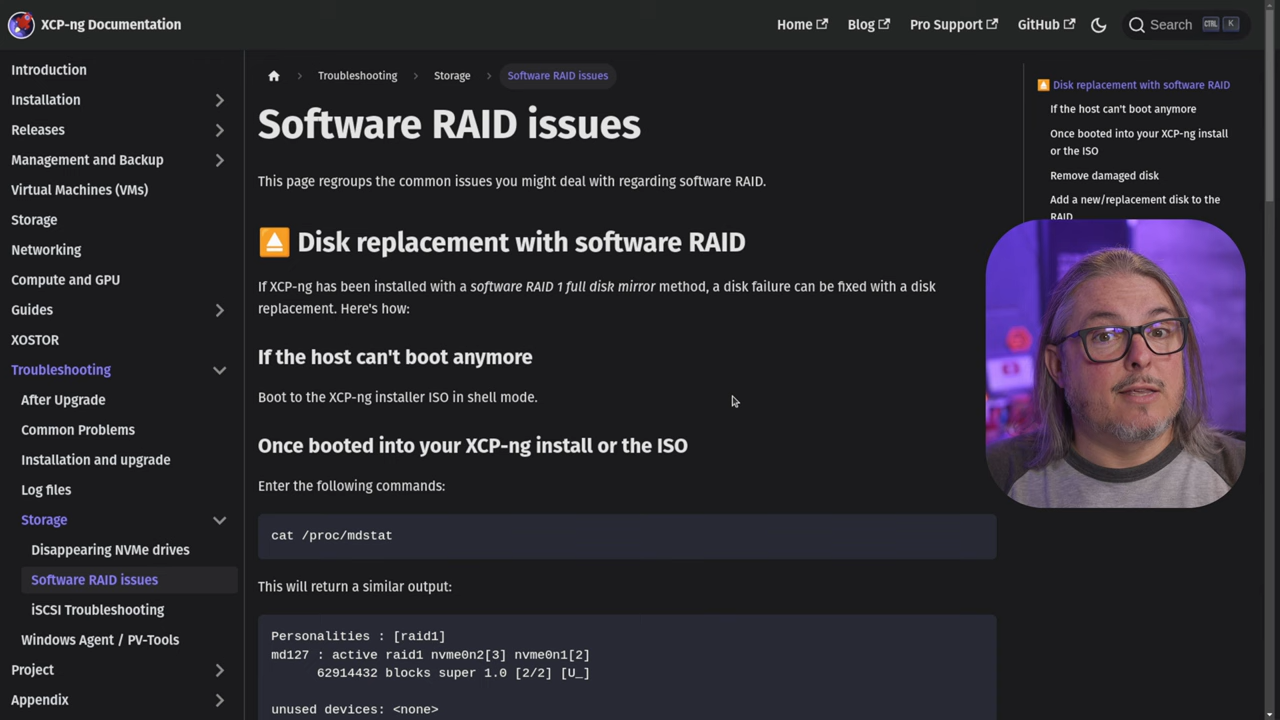 XCP-ng Documentation
Home
Blog
Pro Support
GitHub
Search
CTRL
K
Introduction
Installation
Releases
Management and Backup
Virtual Machines (VMs)
Storage
Networking
Compute and GPU
Guides
XOSTOR
Troubleshooting
After Upgrade
Common Problems
Installation and upgrade
Log files
Storage
Disappearing NVMe drives
Software RAID issues
iSCSI Troubleshooting
Windows Agent / PV-Tools
Project
Appendix
Troubleshooting
Storage
Software RAID issues
Software RAID issues
This page regroups the common issues you might deal with regarding software RAID.
Disk replacement with software RAID
If XCP-ng has been installed with a software RAID 1 full disk mirror method, a disk failure can be fixed with a disk
replacement. Here's how:
If the host can't boot anymore
Boot to the XCP-ng installer ISO in shell mode.
Once booted into your XCP-ng install or the ISO
Enter the following commands:
cat /proc/mdstat
This will return a similar output:
Personalities : [raid1]
md127 : active raid1 nvme0n2[3] nvme0n1[2]
62914432 blocks super 1.0 [2/2] [U_]
unused devices: <none>
Disk replacement with software RAID
If the host can't boot anymore
Once booted into your XCP-ng install
or the ISO
Remove damaged disk
Add a new/replacement disk to the
RAID